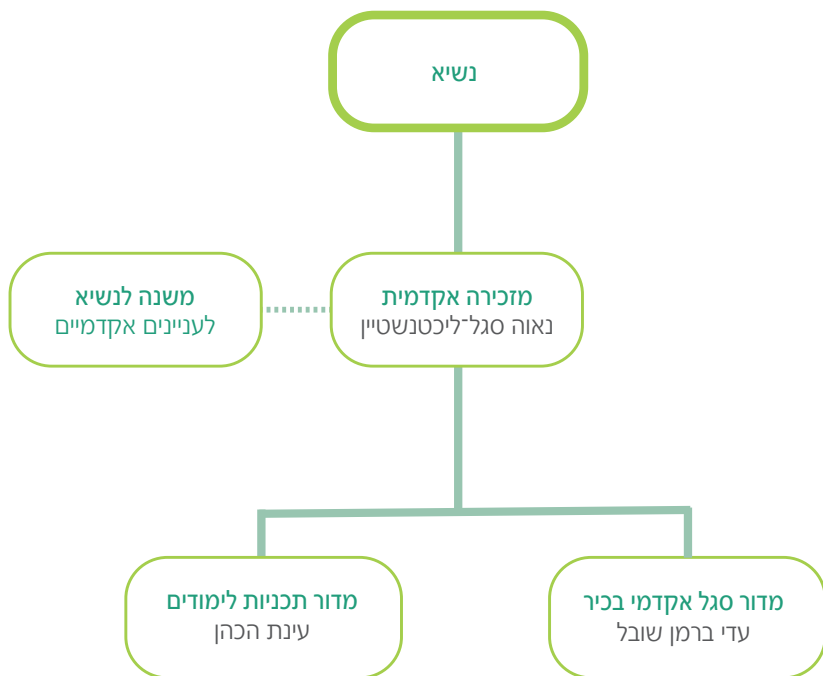 נשיא
מזכירה אקדמית
נאוה סגל־ליכטנשטיין
משנה לנשיא
לעניינים אקדמיים
מדור סגל אקדמי בכיר
עדי ברמן שובל
מדור תכניות לימודים
עינת הכהן